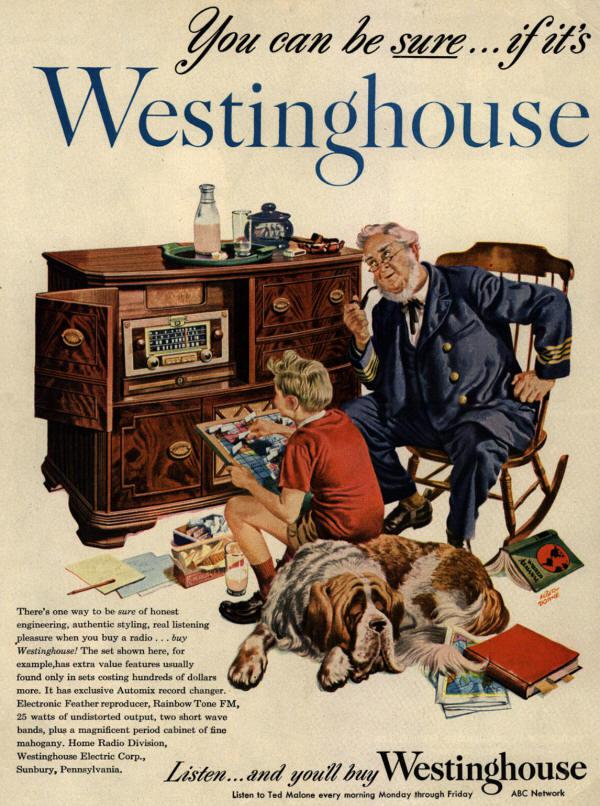 You can be sure...if it's
Westinghouse
There's one way to be sure of honest
engineering, authentic styling, real listening
pleasure when you buy a radio . . . buy
Westinghouse! The set shown here, for
example,has extra value features usually
found only in sets costing hundreds of dollars
more. It has exclusive Automix record changer.
Electronic Feather reproducer, Rainbow Tone FM,
25 watts of undistorted output, two short wave
bands, plus a magnificent period cabinet of fine
mahogany. Home Radio Division,
Westinghouse Electric Corp.,
Sunbury, Pennsylvania.
Listen...and you'll buy Westinghouse
Listen to Ted Malone every morning Monday through Friday ABC Network